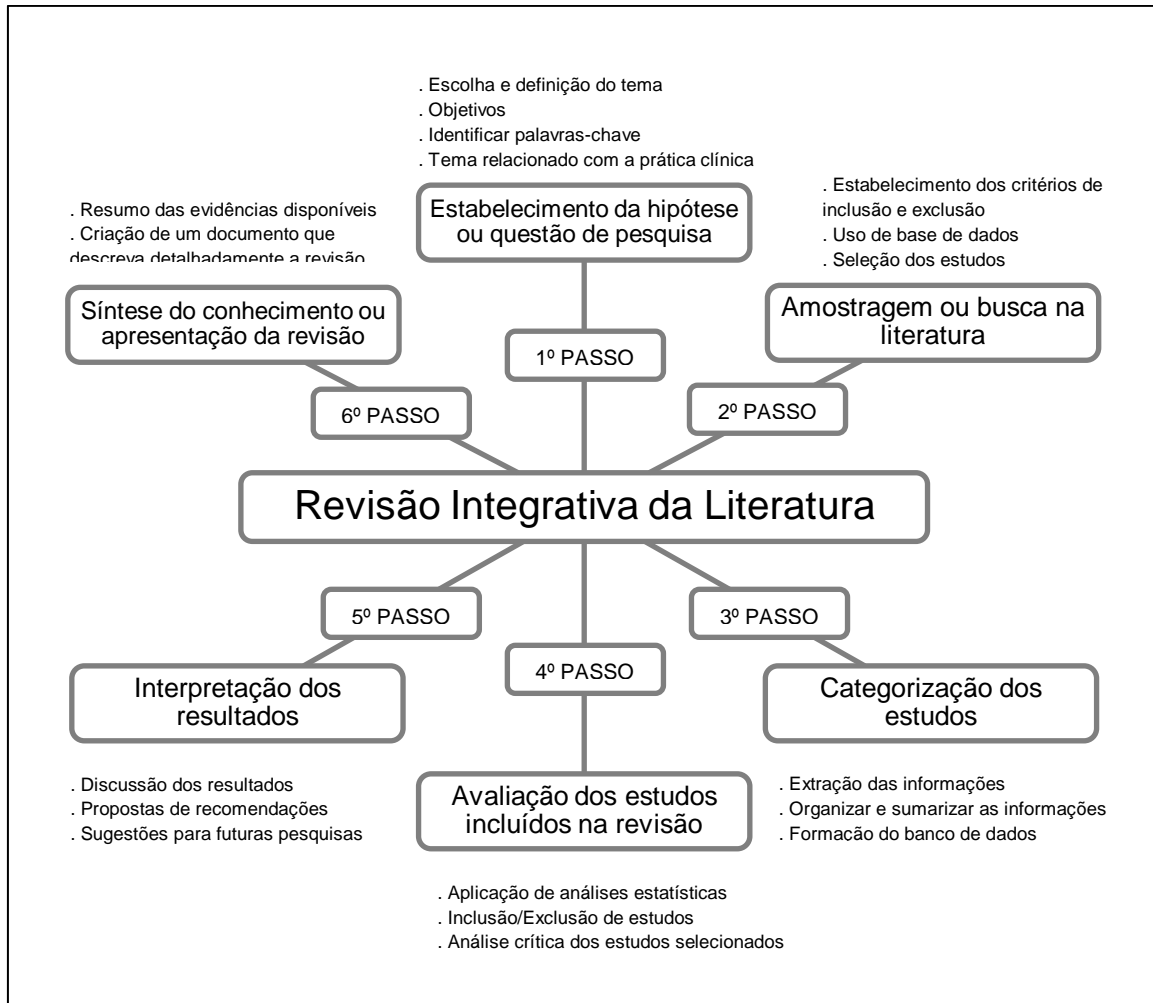 . Escolha e definição do tema
. Objetivos
. Identificar palavras-chave
. Tema relacionado com a prática clínica
Estabelecimento da hipótese
ou questão de pesquisa
1º PASSO
. Estabelecimento dos critérios de
inclusão e exclusão
. Uso de base de dados
. Seleção dos estudos
Amostragem ou busca na
literatura
2º PASSO
. Resumo das evidências disponíveis
. Criação de um documento que
descreva detalhadamente a revisão
Síntese do conhecimento ou
apresentação da revisão
6º PASSO
Revisão Integrativa da Literatura
5º PASSO
Interpretação dos
resultados
. Discussão dos resultados
. Propostas de recomendações
. Sugestões para futuras pesquisas
4º PASSO
Avaliação dos estudos
incluídos na revisão
. Aplicação de análises estatísticas
. Inclusão/Exclusão de estudos
. Análise crítica dos estudos selecionados
3º PASSO
Categorização dos
estudos
. Extração das informações
. Organizar e sumarizar as informações
. Formação do banco de dados